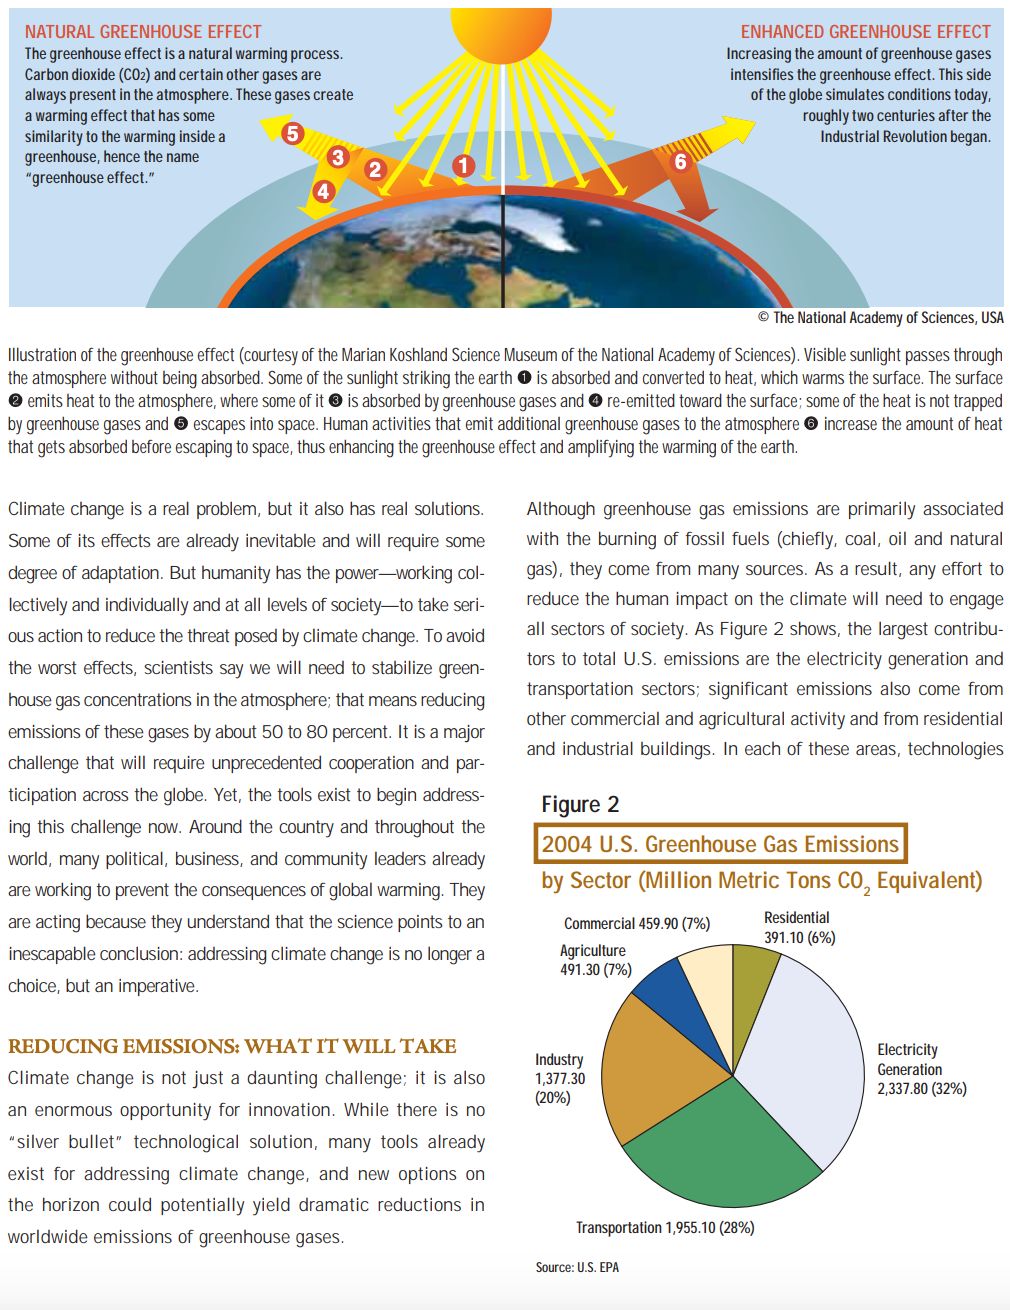 NATURAL GREENHOUSE EFFECT
The greenhouse effect is a natural warming process.
Carbon dioxide (CO2) and certain other gases are
always present in the atmosphere. These gases create
a warming effect that has some
similarity to the warming inside a
greenhouse, hence the name
“greenhouse effect.”
ENHANCED GREENHOUSE EFFECT
Increasing the amount of greenhouse gases
intensifies the greenhouse effect. This side
of the globe simulates conditions today,
roughly two centuries after the
Industrial Revolution began.
5
3
2
4
1
6
© The National Academy of Sciences, USA
Illustration of the greenhouse effect (courtesy of the Marian Koshland Science Museum of the National Academy of Sciences). Visible sunlight passes through
the atmosphere without being absorbed. Some of the sunlight striking the earth ❶ is absorbed and converted to heat, which warms the surface. The surface
❷ emits heat to the atmosphere, where some of it ❸ is absorbed by greenhouse gases and ❹ re-emitted toward the surface; some of the heat is not trapped
by greenhouse gases and ❺ escapes into space. Human activities that emit additional greenhouse gases to the atmosphere ❻ increase the amount of heat
that gets absorbed before escaping to space, thus enhancing the greenhouse effect and amplifying the warming of the earth.
Climate change is a real problem, but it also has real solutions.
Some of its effects are already inevitable and will require some
degree of adaptation. But humanity has the power—working col-
lectively and individually and at all levels of society—to take seri-
ous action to reduce the threat posed by climate change. To avoid
the worst effects, scientists say we will need to stabilize green-
house gas concentrations in the atmosphere; that means reducing
emissions of these gases by about 50 to 80 percent. It is a major
challenge that will require unprecedented cooperation and par-
ticipation across the globe. Yet, the tools exist to begin address-
ing this challenge now. Around the country and throughout the
world, many political, business, and community leaders already
are working to prevent the consequences of global warming. They
are acting because they understand that the science points to an
inescapable conclusion: addressing climate change is no longer a
choice, but an imperative.
REDUCING EMISSIONS: WHAT IT WILL TAKE
Climate change is not just a daunting challenge; it is also
an enormous opportunity for innovation. While there is no
“silver bullet” technological solution, many tools already
exist for addressing climate change, and new options on
the horizon could potentially yield dramatic reductions in
worldwide emissions of greenhouse gases.
Although greenhouse gas emissions are primarily associated
with the burning of fossil fuels (chiefly, coal, oil and natural
gas), they come from many sources. As a result, any effort to
reduce the human impact on the climate will need to engage
all sectors of society. As Figure 2 shows, the largest contribu-
tors to total U.S. emissions are the electricity generation and
transportation sectors; significant emissions also come from
other commercial and agricultural activity and from residential
and industrial buildings. In each of these areas, technologies
Figure 2
2004 U.S. Greenhouse Gas Emissions
by Sector (Million Metric Tons CO2 Equivalent)
Commercial 459.90 (7%)
Residential
391.10 (6%)
Agriculture
491.30 (7%)
Industry
1,377.30
(20%)
Electricity
Generation
2,337.80 (32%)
Transportation 1,955.10 (28%)
Source: U.S. EPA